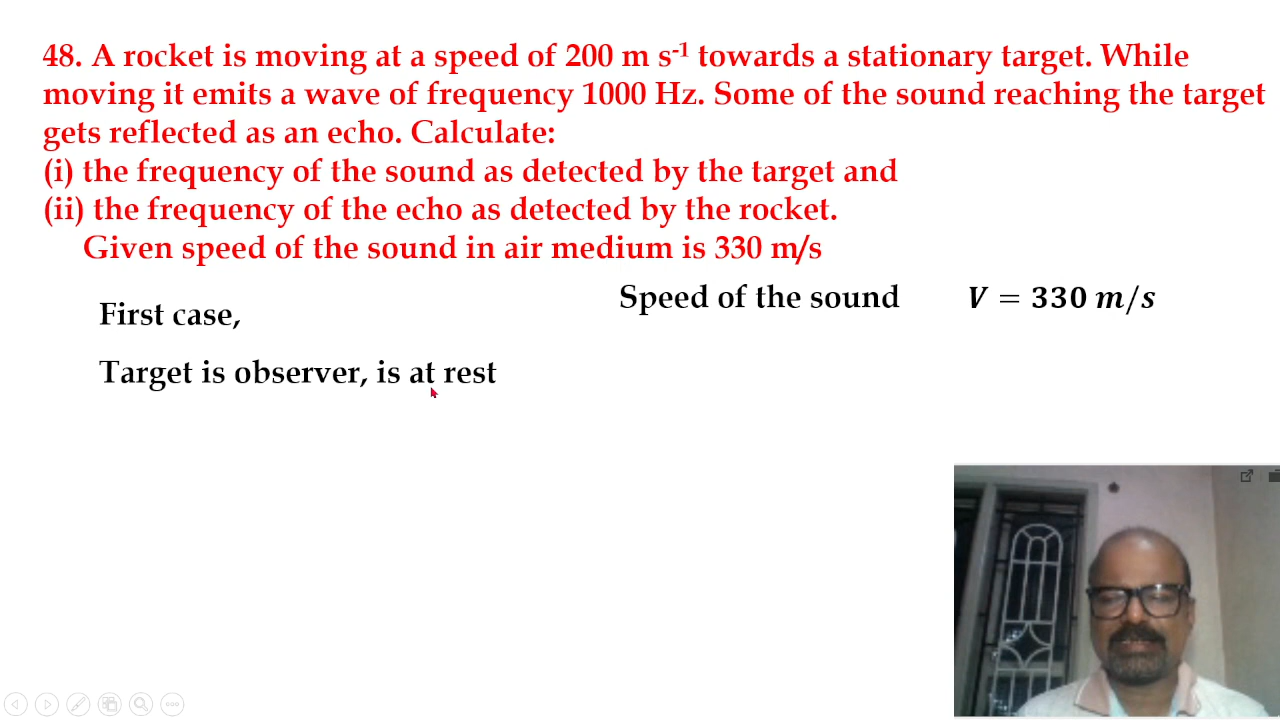 48. A rocket is moving at a speed of 200 m s⁻¹ towards a stationary target. While
moving it emits a wave of frequency 1000 Hz. Some of the sound reaching the target
gets reflected as an echo. Calculate:
(i) the frequency of the sound as detected by the target and
(ii) the frequency of the echo as detected by the rocket.
Given speed of the sound in air medium is 330 m/s
Speed of the sound V = 330 m/s
First case,
Target is observer, is at rest